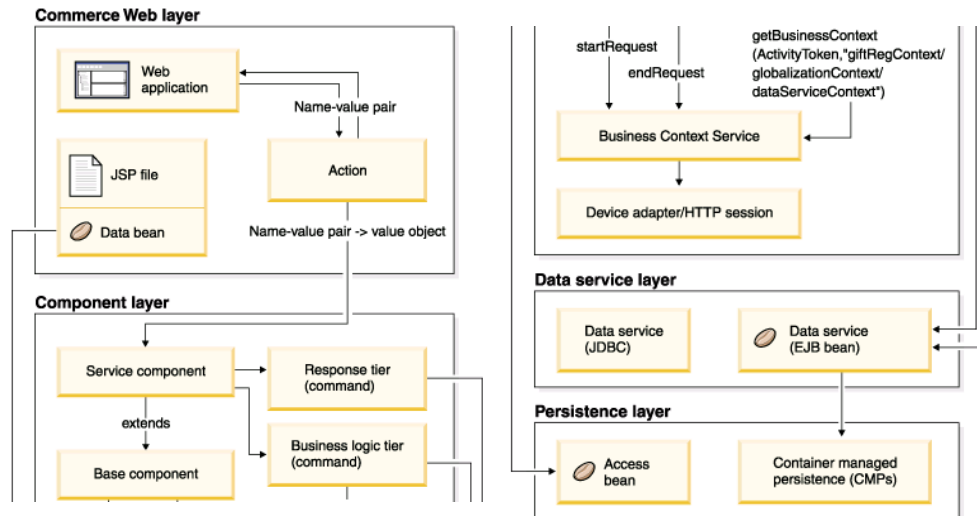 Commerce Web layer
Web
application
Name-value pair
JSP file
Action
Data bean
Name-value pair -> value object
Component layer
Service component
Response tier
(command)
extends
Business logic tier
(command)
Base component
startRequest
endRequest
getBusinessContext
(ActivityToken,"giftRegContext/
globalizationContext/
dataServiceContext")
Business Context Service
Device adapter/HTTP session
Data service layer
Data service
(JDBC)
Data service
(EJB bean)
Persistence layer
Access
bean
Container managed
persistence (CMPs)